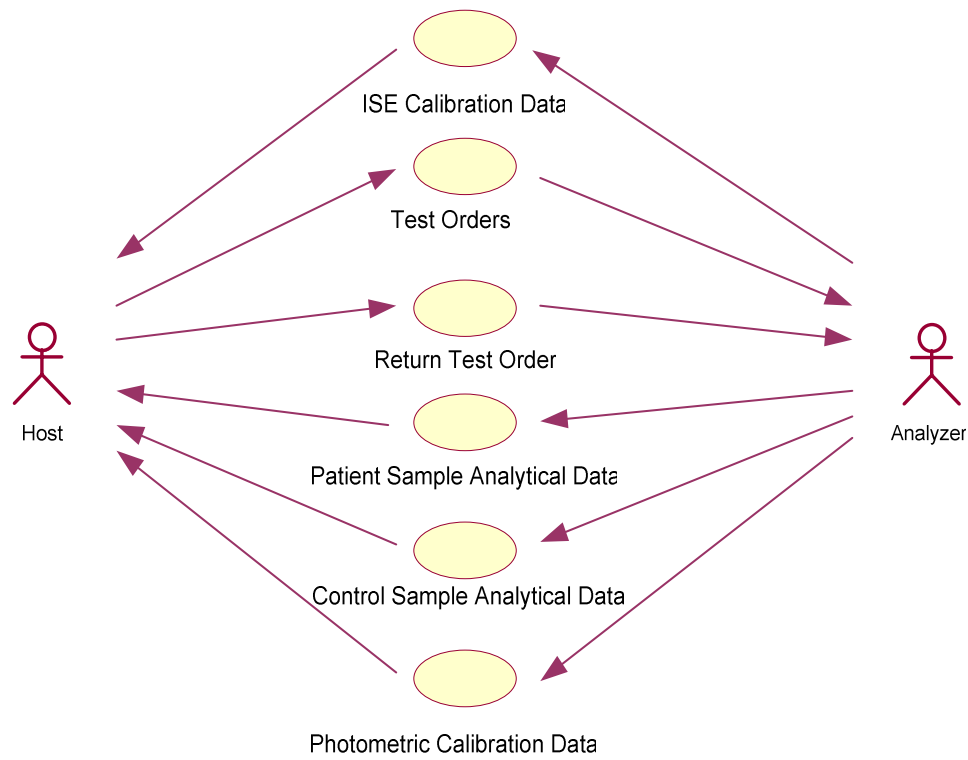 ISE Calibration Data
Test Orders
Return Test Order
Host
Analyzer
Patient Sample Analytical Data
Control Sample Analytical Data
Photometric Calibration Data